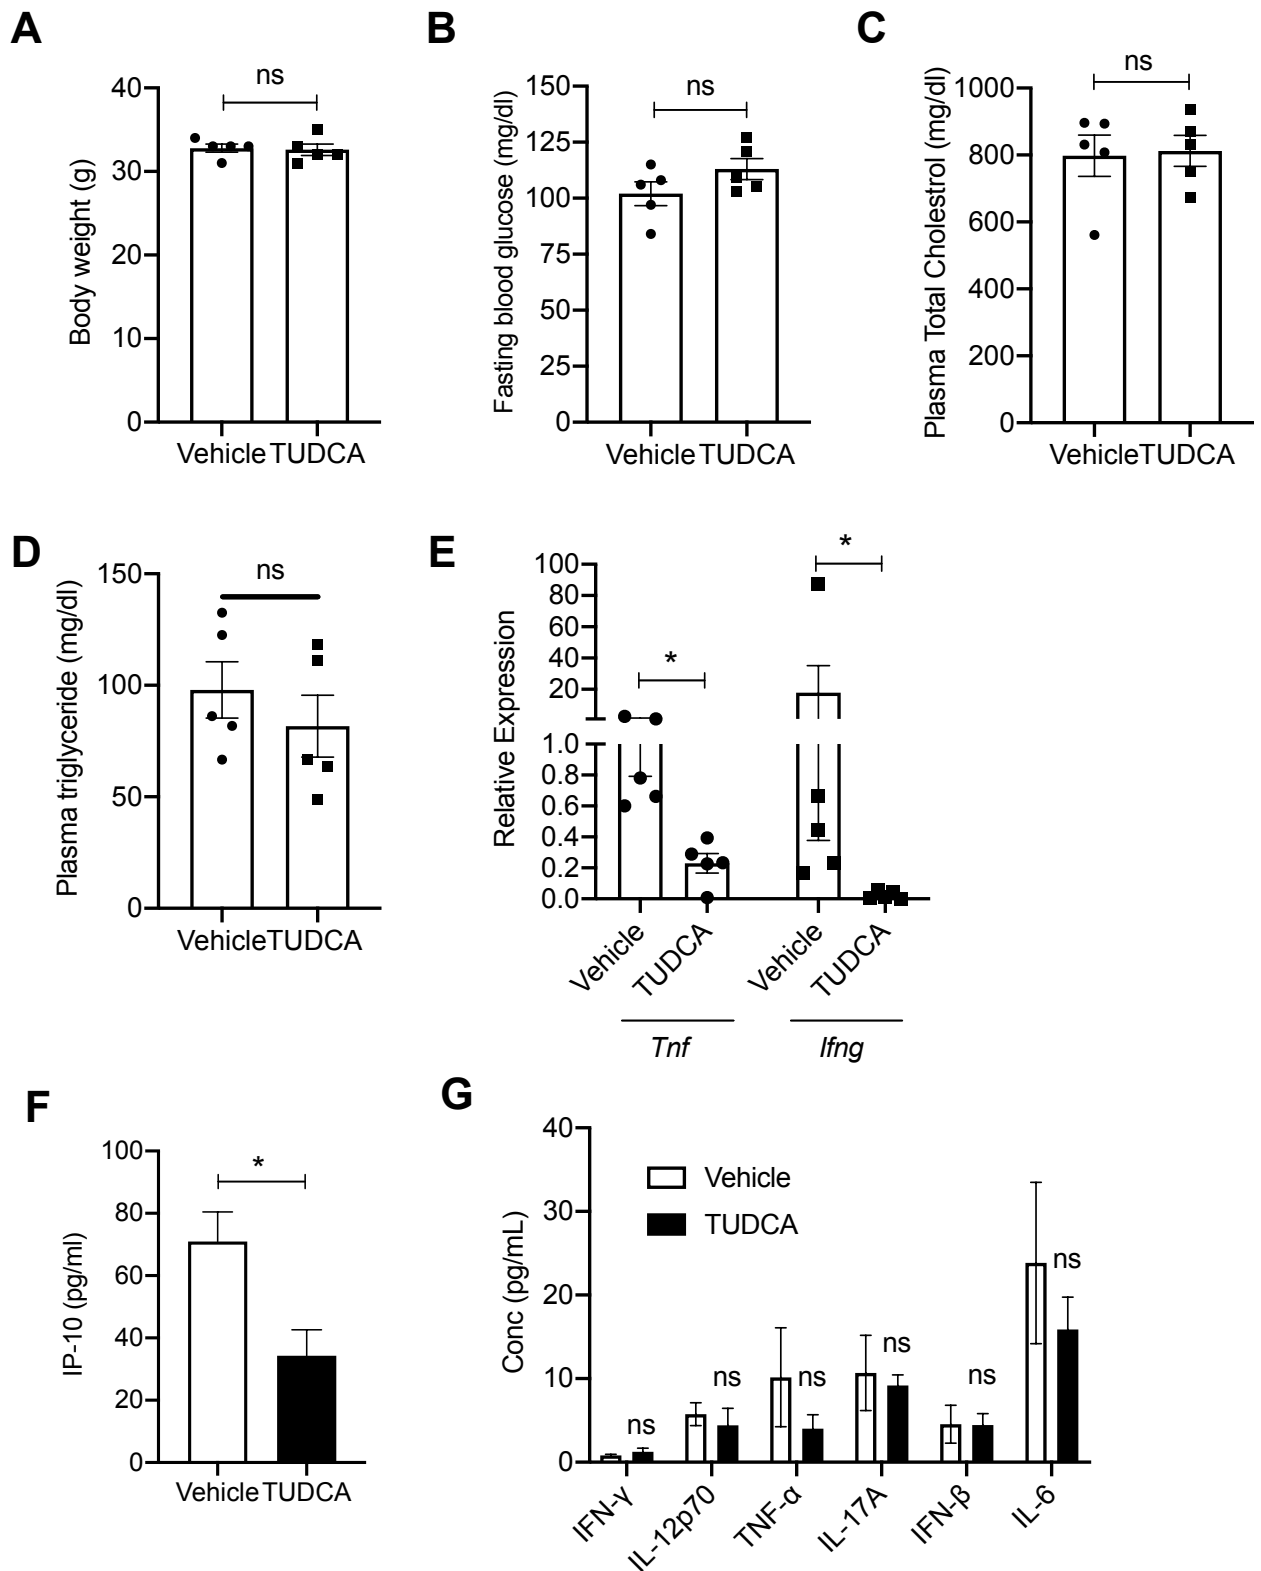 A
B
C
ns
40
30
20
10
0
Body weight (g)
Vehicle TUDCA
ns
150
125
100
75
50
25
0
Fasting blood glucose (mg/dl)
Vehicle TUDCA
ns
1000
800
600
400
200
0
Plasma Total Cholestrol (mg/dl)
Vehicle TUDCA
D
E
ns
150
100
50
0
Plasma triglyceride (mg/dl)
Vehicle TUDCA
*
*
100
80
60
40
20
1.0
0.8
0.6
0.4
0.2
0.0
Relative Expression
Vehicle
TUDCA
Vehicle
TUDCA
Tnf
Ifng
F
G
*
100
80
60
40
20
0
IP-10 (pg/ml)
Vehicle TUDCA
40
30
20
10
0
Conc (pg/mL)
Vehicle
TUDCA
ns
ns
ns
ns
ns
ns
IFN-γ
IL-12p70
TNF-α
IL-17A
IFN-β
IL-6